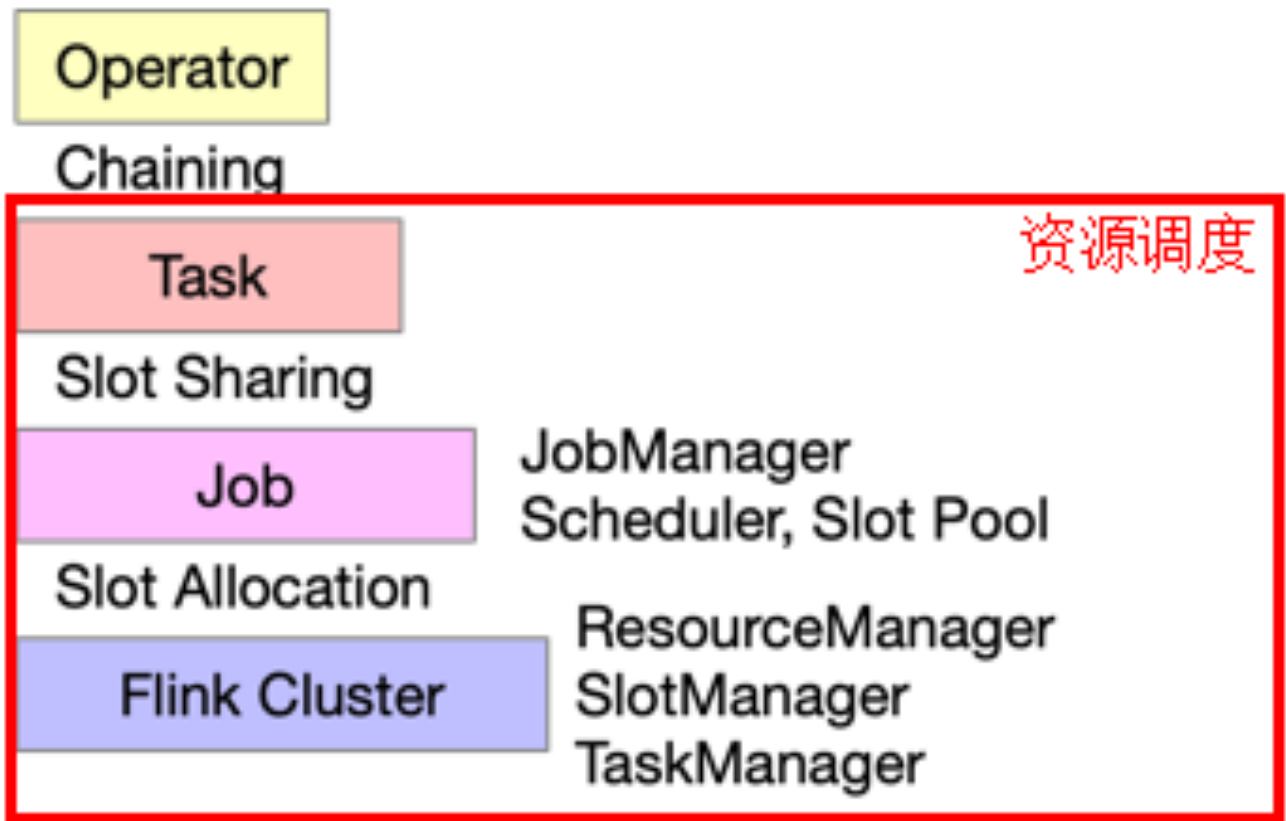 Operator
Chaining
资源调度
Task
Slot Sharing
Job
JobManager
Scheduler, Slot Pool
Slot Allocation
Flink Cluster
ResourceManager
SlotManager
TaskManager